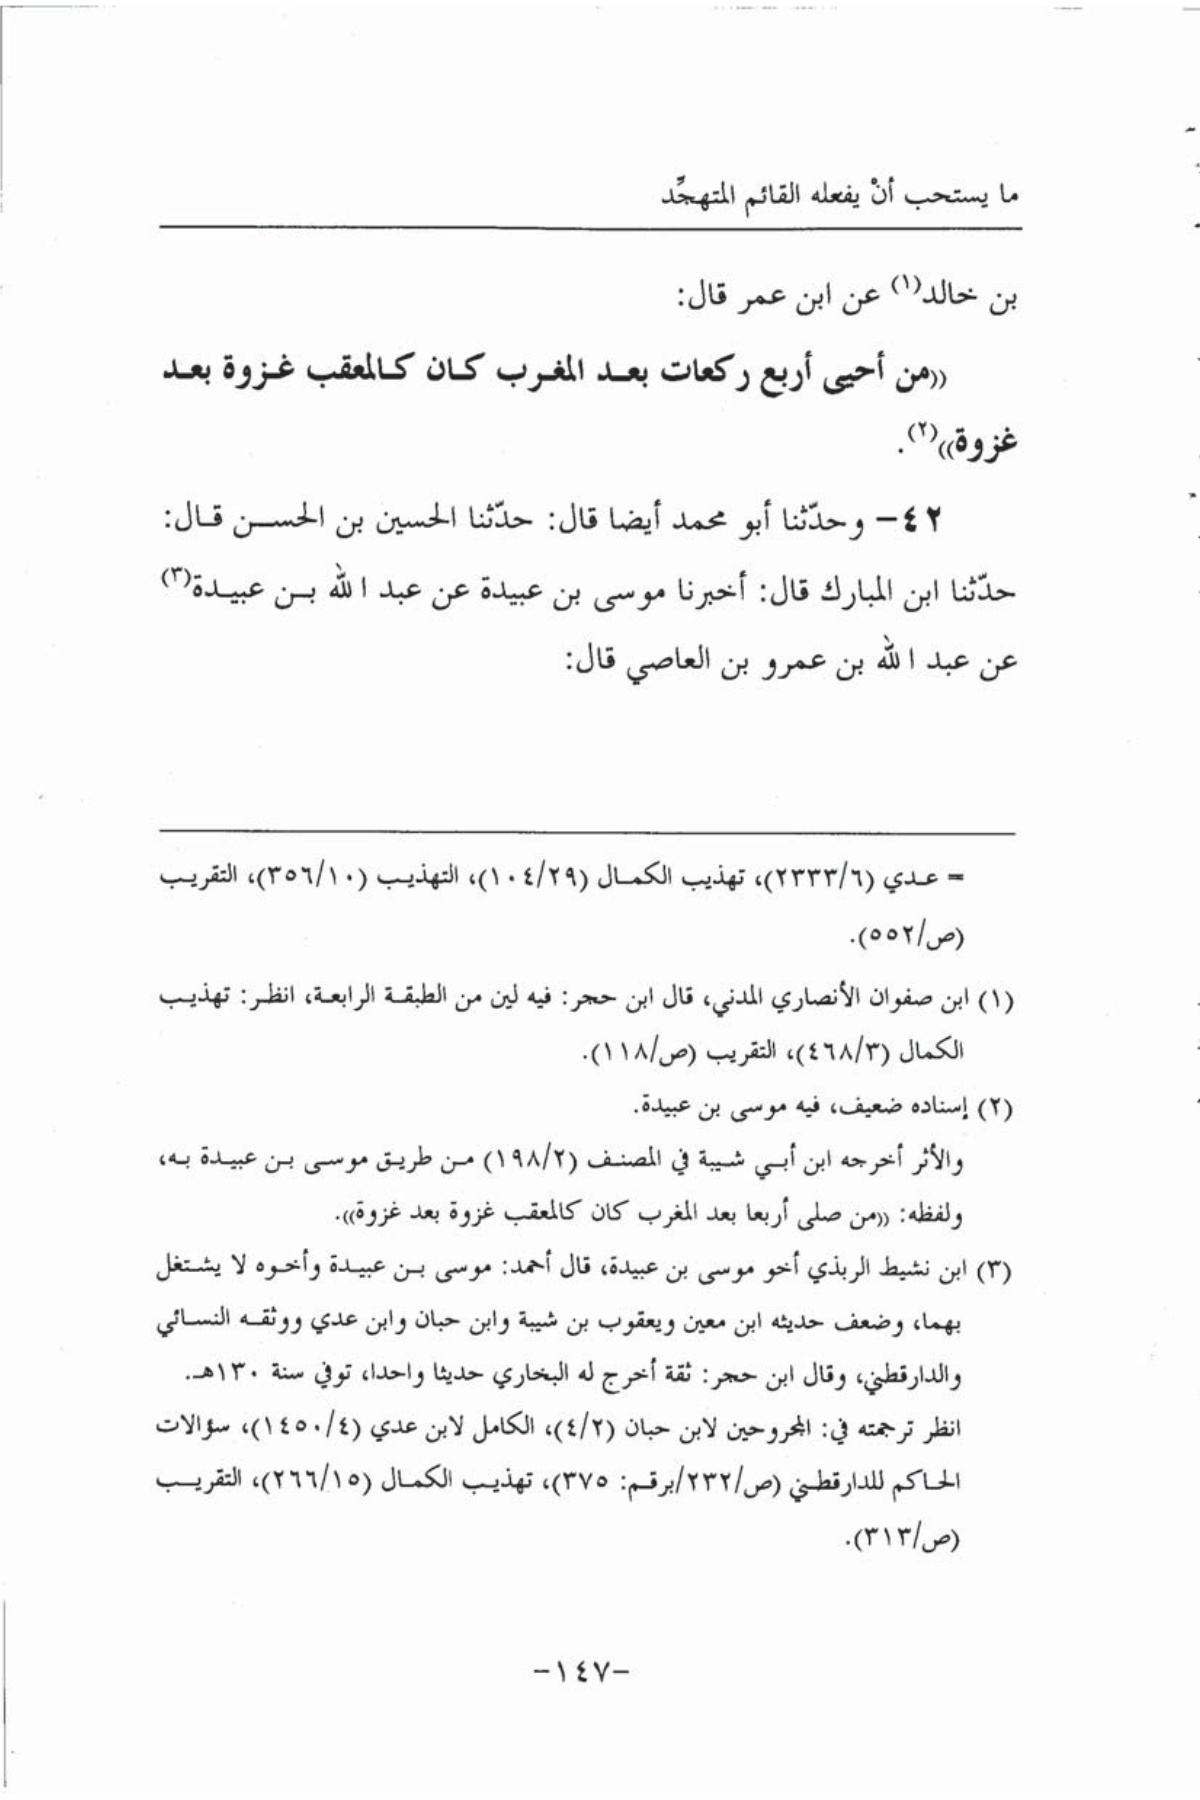 ما يستحب أنْ يفعله القائم المتهجِّد
بن خالد(١) عن ابن عمر قال:
((من أحيى أربع ركعات بعد المغرب كان كالمعقب غزوة بعد
غزوة))(٢).
٤٢- وحدّثنا أبو محمد أيضا قال: حدّثنا الحسين بن الحسن قال:
حدّثنا ابن المبارك قال: أخبرنا موسى بن عبيدة عن عبد الله بن عبيدة(٣)
عن عبد الله بن عمرو بن العاصي قال:
= عدي (٢٣٣٣/٦)، تهذيب الكمال (١٠٤/٢٩)، التهذيب (٣٥٦/١٠)، التقريب
(ص/٥٥٢).
(١) ابن صفوان الأنصاري المدني، قال ابن حجر: فيه لين من الطبقة الرابعة، انظر: تهذيب
الكمال (٤٦٨/٣)، التقريب (ص/١١٨).
(٢) إسناده ضعيف، فيه موسى بن عبيدة.
والأثر أخرجه ابن أبي شيبة في المصنف (١٩٨/٢) من طريق موسى بن عبيدة به،
ولفظه: ((من صلى أربعا بعد المغرب كان كالمعقب غزوة بعد غزوة)).
(٣) ابن نشيط الربذي أخو موسى بن عبيدة، قال أحمد: موسى بن عبيدة وأخوه لا يشتغل
بهما، وضعف حديثه ابن معين ويعقوب بن شيبة وابن حبان وابن عدي ووثقه النسائي
والدارقطني، وقال ابن حجر: ثقة أخرج له البخاري حديثا واحدا، توفي سنة ١٣٠هـ.
انظر ترجمته في: المجروحين لابن حبان (٤/٢)، الكامل لابن عدي (١٤٥٠/٤)، سؤالات
الحاكم للدارقطني (ص/٢٣٢/برقم: ٣٧٥)، تهذيب الكمال (٢٦٦/١٥)، التقريب
(ص/٣١٣).
-١٤٧-